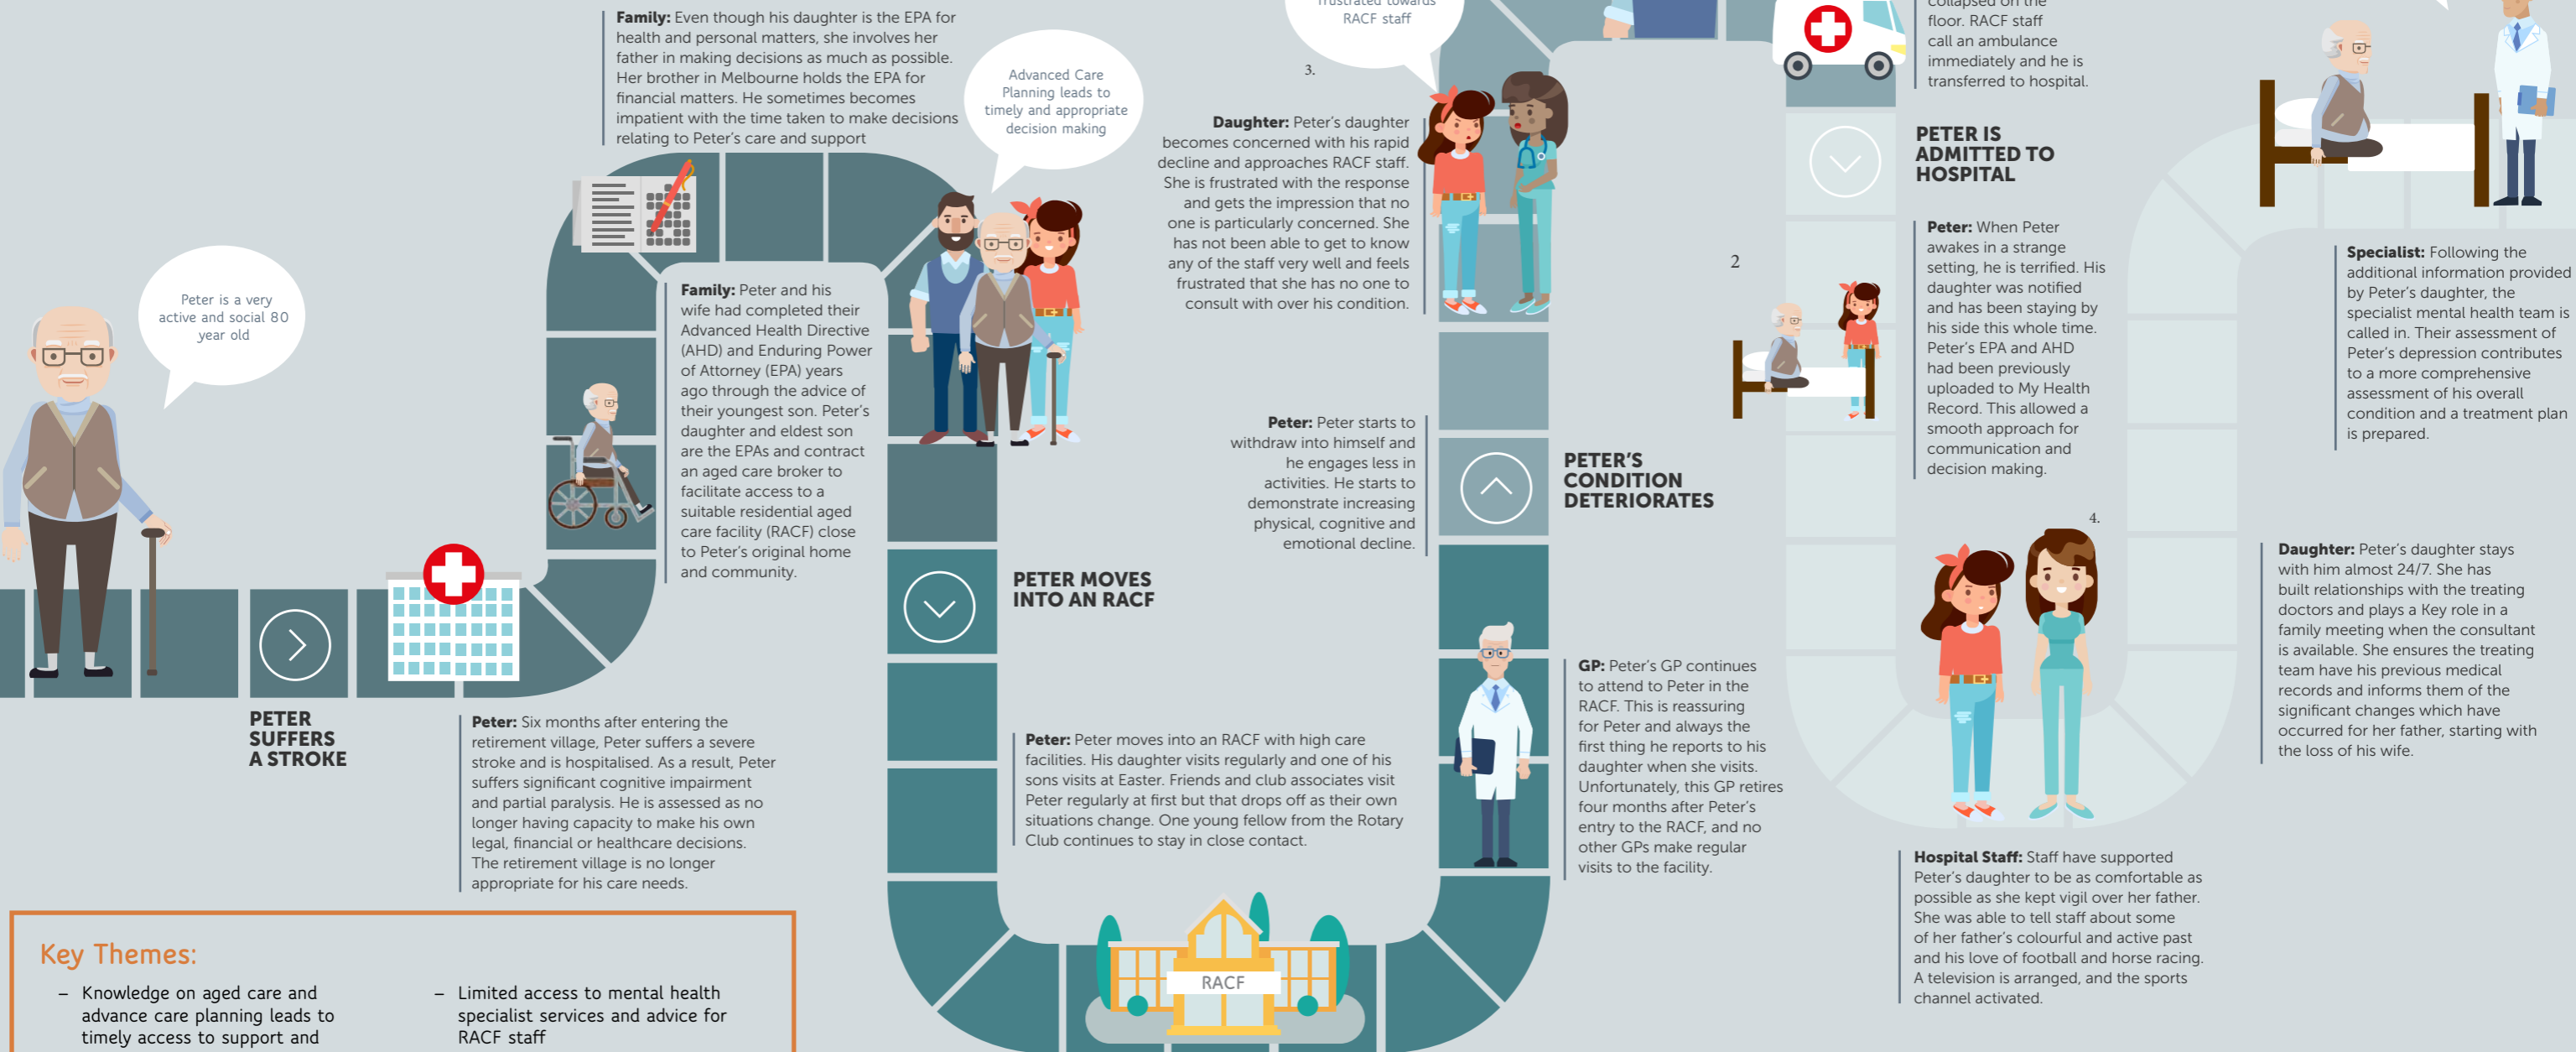 Family: Even though his daughter is the EPA for
health and personal matters, she involves her
father in making decisions as much as possible.
Her brother in Melbourne holds the EPA for
financial matters. He sometimes becomes
impatient with the time taken to make decisions
relating to Peter's care and support
Advanced Care
Planning leads to
timely and appropriate
decision making
Peter is a very
active and social 80
year old
PETER
SUFFERS
A STROKE
Peter: Six months after entering the
retirement village, Peter suffers a severe
stroke and is hospitalised. As a result, Peter
suffers significant cognitive impairment
and partial paralysis. He is assessed as no
longer having capacity to make his own
legal, financial or healthcare decisions.
The retirement village is no longer
appropriate for his care needs.
Family: Peter and his
wife had completed their
Advanced Health Directive
(AHD) and Enduring Power
of Attorney (EPA) years
ago through the advice of
their youngest son. Peter's
daughter and eldest son
are the EPAs and contract
an aged care broker to
facilitate access to a
suitable residential aged
care facility (RACF) close
to Peter's original home
and community.
PETER MOVES
INTO AN RACF
Peter: Peter moves into an RACF with high care
facilities. His daughter visits regularly and one of his
sons visits at Easter. Friends and club associates visit
Peter regularly at first but that drops off as their own
situations change. One young fellow from the Rotary
Club continues to stay in close contact.
RACF
GP: Peter's GP continues
to attend to Peter in the
RACF. This is reassuring
for Peter and always the
first thing he reports to his
daughter when she visits.
Unfortunately, this GP retires
four months after Peter's
entry to the RACF, and no
other GPs make regular
visits to the facility.
PETER'S
CONDITION
DETERIORATES
Peter: Peter starts to
withdraw into himself and
he engages less in
activities. He starts to
demonstrate increasing
physical, cognitive and
emotional decline.
3.
Daughter: Peter's daughter
becomes concerned with his rapid
decline and approaches RACF staff.
She is frustrated with the response
and gets the impression that no
one is particularly concerned. She
has not been able to get to know
any of the staff very well and feels
frustrated that she has no one to
consult with over his condition.
frustrated towards
RACF staff
collapsed on the
floor. RACF staff
call an ambulance
immediately and he is
transferred to hospital.
PETER IS
ADMITTED TO
HOSPITAL
2
Peter: When Peter
awakes in a strange
setting, he is terrified. His
daughter was notified
and has been staying by
his side this whole time.
Peter's EPA and AHD
had been previously
uploaded to My Health
Record. This allowed a
smooth approach for
communication and
decision making.
4.
Hospital Staff: Staff have supported
Peter's daughter to be as comfortable as
possible as she kept vigil over her father.
She was able to tell staff about some
of her father's colourful and active past
and his love of football and horse racing.
A television is arranged, and the sports
channel activated.
Daughter: Peter's daughter stays
with him almost 24/7. She has
built relationships with the treating
doctors and plays a Key role in a
family meeting when the consultant
is available. She ensures the treating
team have his previous medical
records and informs them of the
significant changes which have
occurred for her father, starting with
the loss of his wife.
Specialist: Following the
additional information provided
by Peter's daughter, the
specialist mental health team is
called in. Their assessment of
Peter's depression contributes
to a more comprehensive
assessment of his overall
condition and a treatment plan
is prepared.
Key Themes:
– Knowledge on aged care and
advance care planning leads to
timely access to support and
– Limited access to mental health
specialist services and advice for
RACF staff